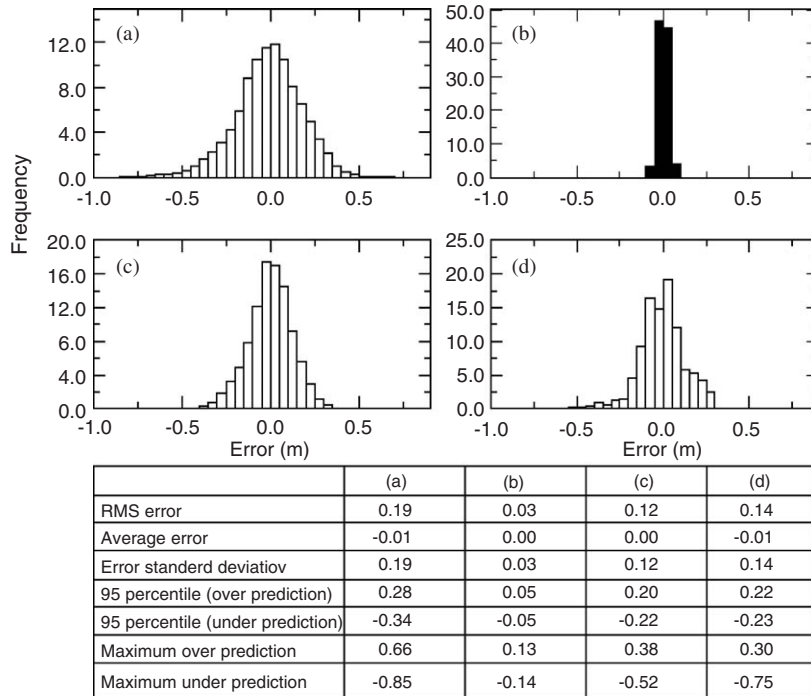 (a)
12.0
8.0
4.0
0.0
-1.0
-0.5
0.0
0.5
(b)
50.0
40.0
30.0
20.0
10.0
0.0
-1.0
-0.5
0.0
0.5
Frequency
(c)
20.0
16.0
12.0
8.0
4.0
0.0
-1.0
-0.5
0.0
0.5
Error (m)
(d)
25.0
20.0
15.0
10.0
5.0
0.0
-1.0
-0.5
0.0
0.5
Error (m)
(a) (b) (c) (d)
RMS error 0.19 0.03 0.12 0.14
Average error -0.01 0.00 0.00 -0.01
Error standerd deviatiov 0.19 0.03 0.12 0.14
95 percentile (over prediction) 0.28 0.05 0.20 0.22
95 percentile (under prediction) -0.34 -0.05 -0.22 -0.23
Maximum over prediction 0.66 0.13 0.38 0.30
Maximum under prediction -0.85 -0.14 -0.52 -0.75